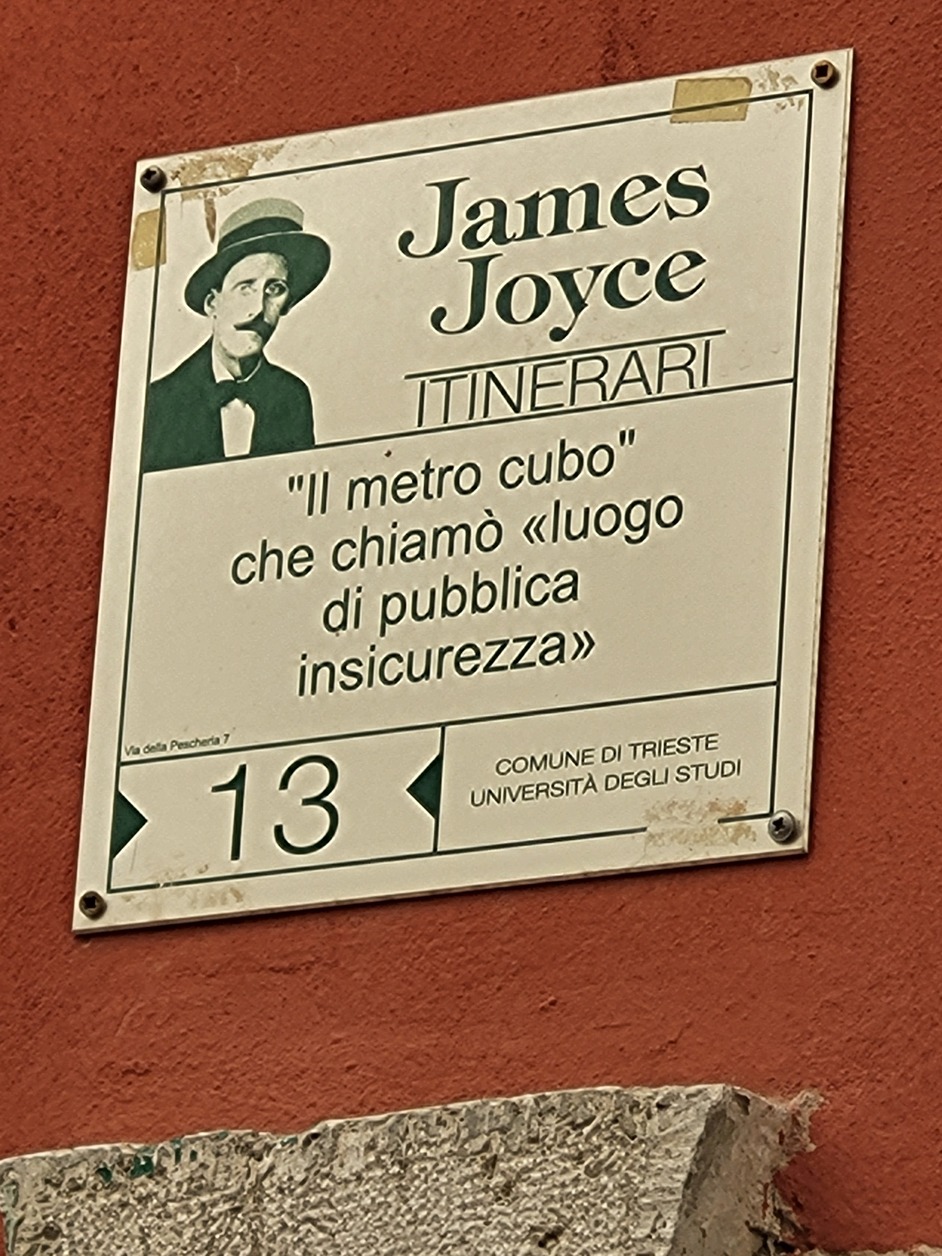 James
Joyce
ITINERARI
"Il metro cubo"
che chiamò «luogo
di pubblica
insicurezza»
Via della Pescheria 7
13
COMUNE DI TRIESTE
UNIVERSITÀ DEGLI STUDI